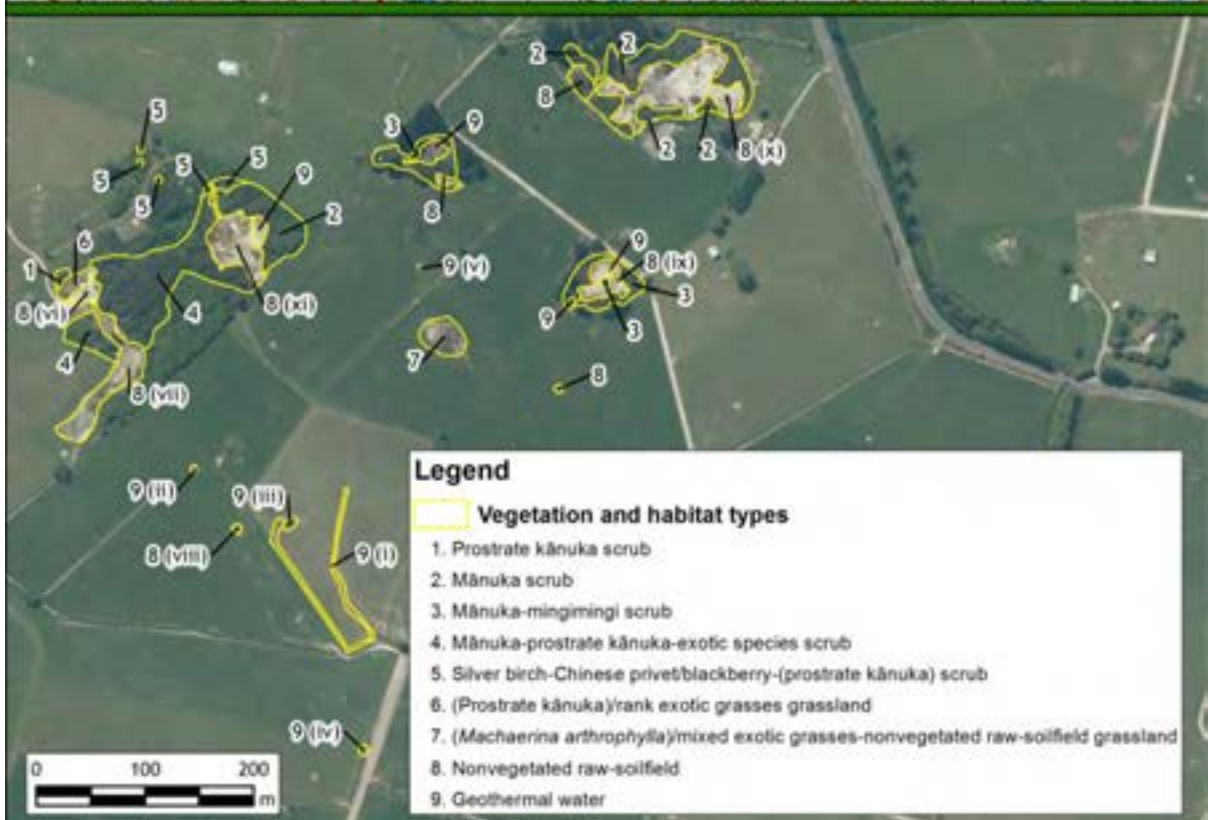 2
2
5
3
9
8
5
5
5
9
2
2
2
8 (x)
5
8
6
9 (v)
9
8 (ix)
1
3
8 (vi)
4
8 (xi)
9
3
4
7
8 (vii)
8
9 (ii)
9 (iii)
8 (viii)
9 (i)
9 (iv)
Legend
Vegetation and habitat types
1. Prostrate kānuka scrub
2. Mānuka scrub
3. Mānuka-mingimingi scrub
4. Mānuka-prostrate kānuka-exotic species scrub
5. Silver birch-Chinese privet/blackberry-(prostrate kānuka) scrub
6. (Prostrate kānuka)/rank exotic grasses grassland
7. (Machaerina arthrophylla)/mixed exotic grasses-nonvegetated raw-soilfield grassland
8. Nonvegetated raw-soilfield
9. Geothermal water
0 100 200
m